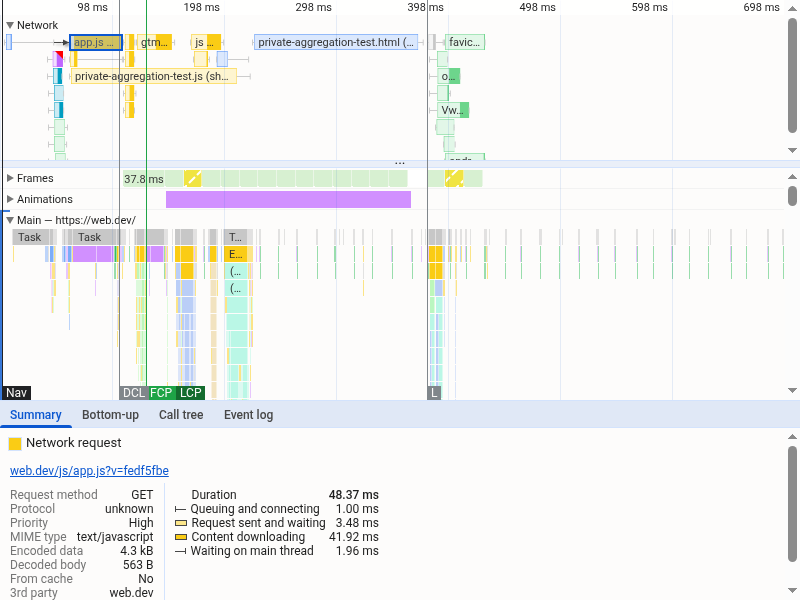 98 ms 198 ms 298 ms 398 ms 498 ms 598 ms 698 ms
Network
app.js ... gtm... js ... private-aggregation-test.html (... favic...
private-aggregation-test.js (sh... o...
Vw...
Frames 37.8 ms
Animations
Main — https://web.dev/
Task Task T...
E...
(...
(...
Nav DCL FCP LCP L
Summary Bottom-up Call tree Event log
Network request
web.dev/js/app.js?v=fedf5fbe
Request method GET
Protocol unknown
Priority High
MIME type text/javascript
Encoded data 4.3 kB
Decoded body 563 B
From cache No
3rd party web.dev
Duration 48.37 ms
Queuing and connecting 1.00 ms
Request sent and waiting 3.48 ms
Content downloading 41.92 ms
Waiting on main thread 1.96 ms